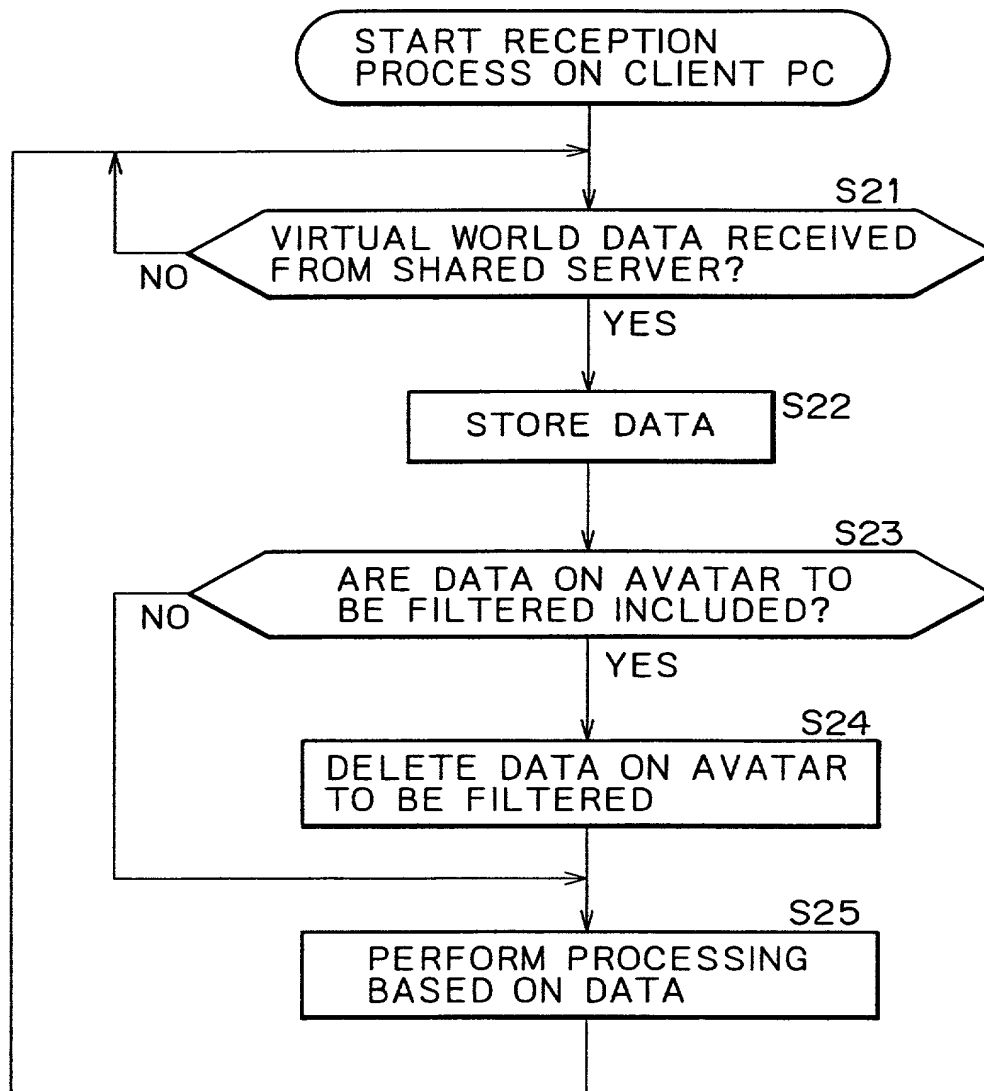 START RECEPTION
PROCESS ON CLIENT PC
S21
VIRTUAL WORLD DATA RECEIVED
FROM SHARED SERVER?
NO
YES
S22
STORE DATA
S23
ARE DATA ON AVATAR TO
BE FILTERED INCLUDED?
NO
YES
S24
DELETE DATA ON AVATAR
TO BE FILTERED
S25
PERFORM PROCESSING
BASED ON DATA